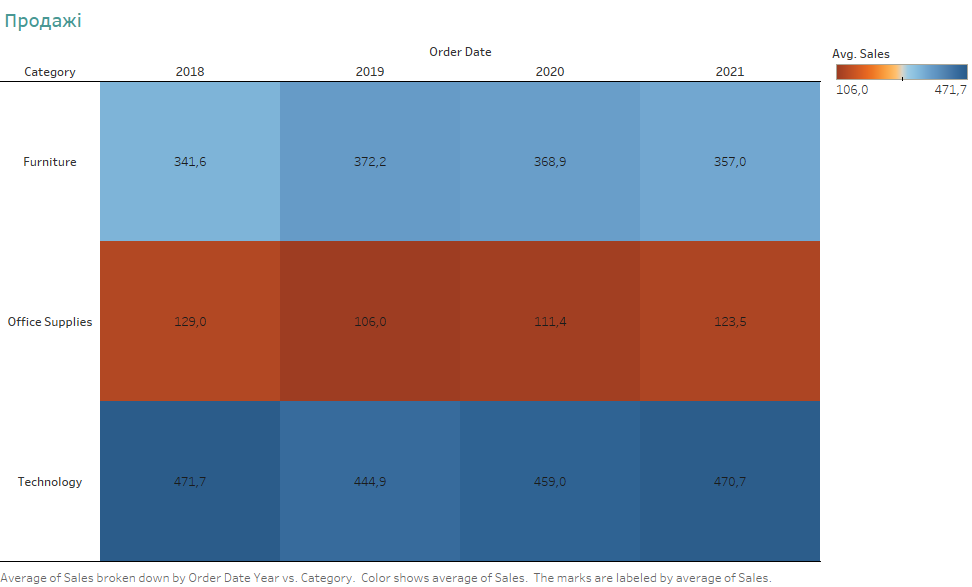 Продажі
Order Date
Category 2018 2019 2020 2021
Avg. Sales
106,0 471,7
Furniture 341,6 372,2 368,9 357,0
Office Supplies 129,0 106,0 111,4 123,5
Technology 471,7 444,9 459,0 470,7
Average of Sales broken down by Order Date Year vs. Category. Color shows average of Sales. The marks are labeled by average of Sales.